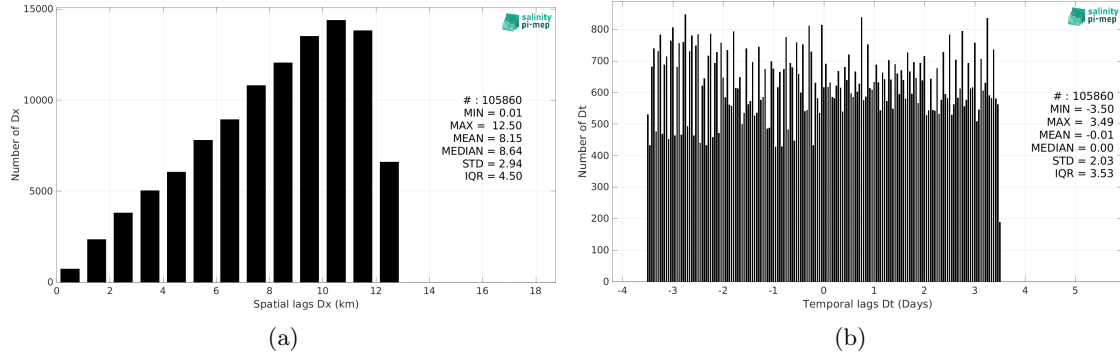 15000
10000
5000
0
Number of Dx
0 2 4 6 8 10 12 14 16 18
Spatial lags Dx (km)
salinity
pi-mep
# : 105860
MIN = 0.01
MAX = 12.50
MEAN = 8.15
MEDIAN = 8.64
STD = 2.94
IQR = 4.50
(a)
800
700
600
500
400
300
200
100
0
Number of Dt
-4 -3 -2 -1 0 1 2 3 4 5
Temporal lags Dt (Days)
salinity
pi-mep
# : 105860
MIN = -3.50
MAX = 3.49
MEAN = -0.01
MEDIAN = 0.00
STD = 2.03
IQR = 3.53
(b)